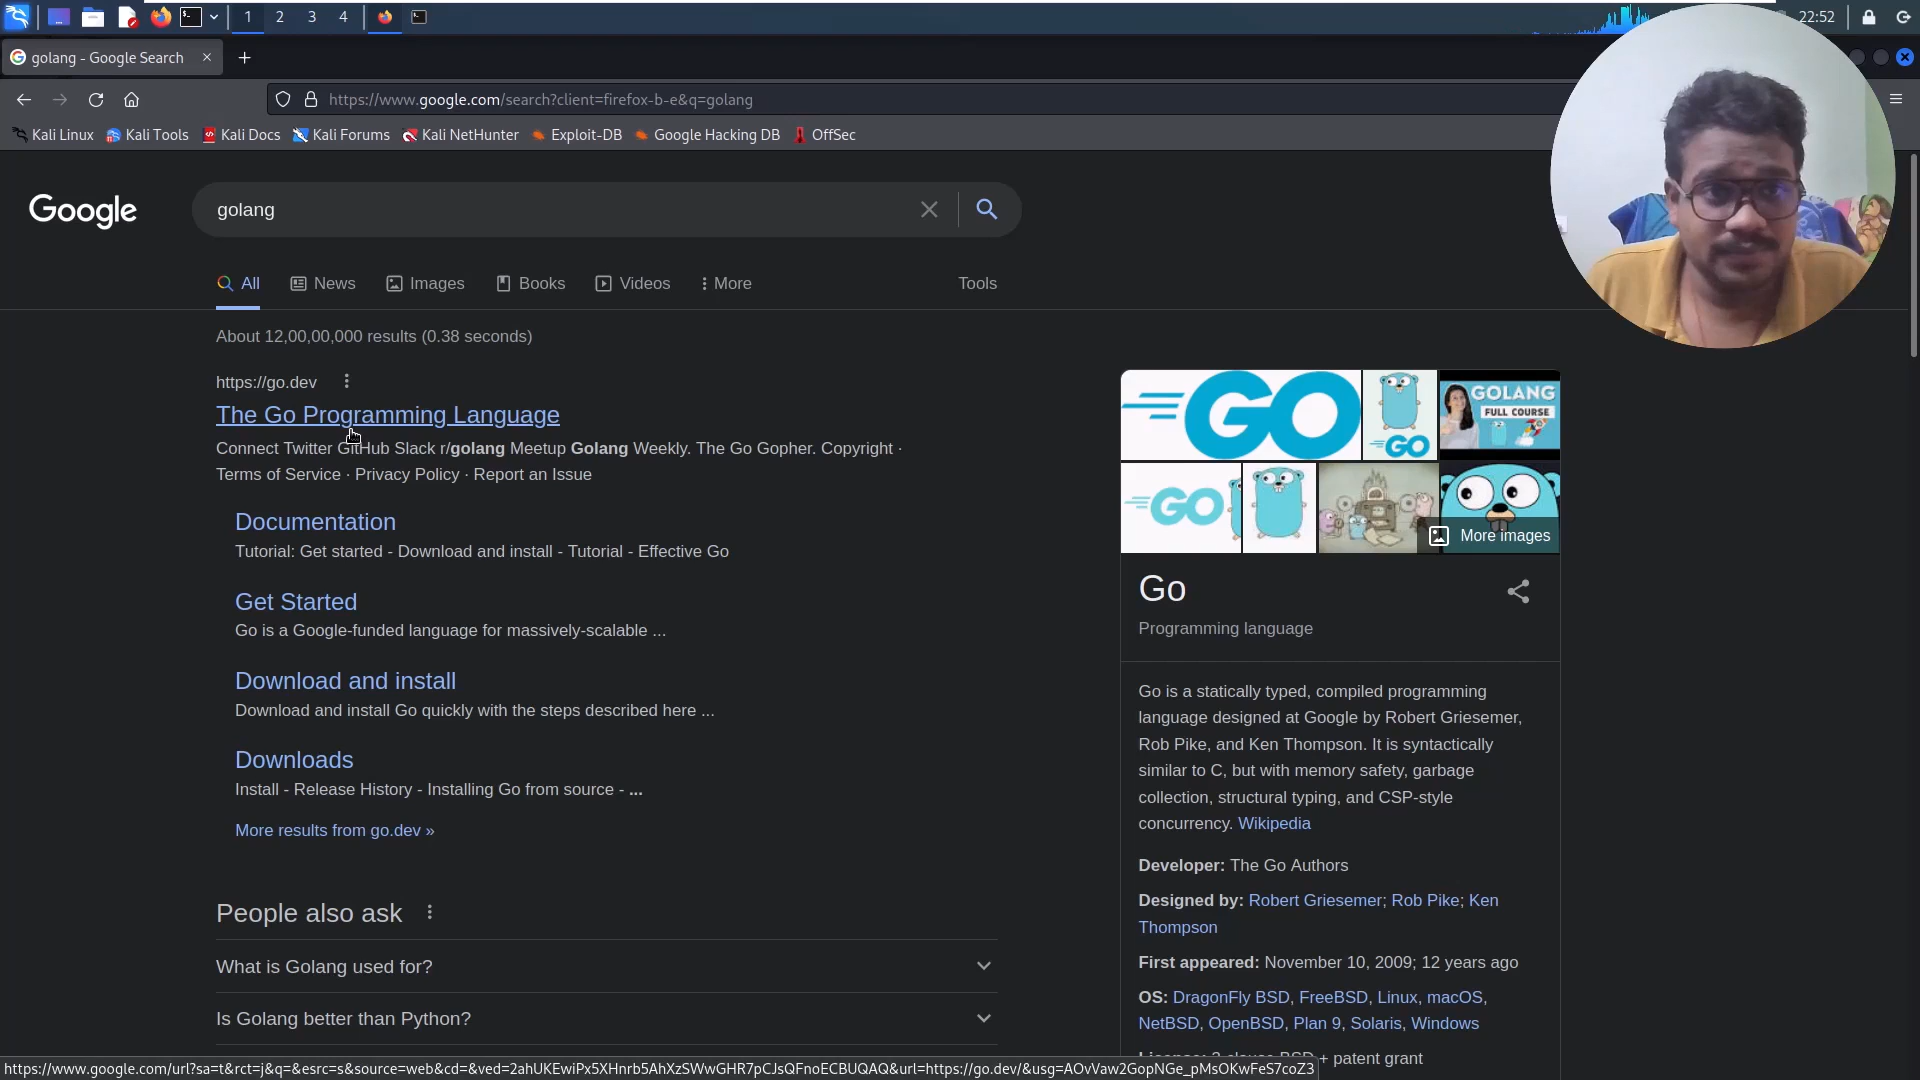 1 2 3 4
22:52
golang - Google Search
https://www.google.com/search?client=firefox-b-e&q=golang
Kali Linux Kali Tools Kali Docs Kali Forums Kali NetHunter Exploit-DB Google Hacking DB OffSec
Google
golang
All News Images Books Videos More Tools
About 12,00,00,000 results (0.38 seconds)
https://go.dev
The Go Programming Language
Connect Twitter GitHub Slack r/golang Meetup Golang Weekly. The Go Gopher. Copyright ·
Terms of Service · Privacy Policy · Report an Issue
Documentation
Tutorial: Get started - Download and install - Tutorial - Effective Go
Get Started
Go is a Google-funded language for massively-scalable ...
Download and install
Download and install Go quickly with the steps described here ...
Downloads
Install - Release History - Installing Go from source - ...
More results from go.dev »
People also ask
What is Golang used for?
Is Golang better than Python?
GO
GO
GOLANG
FULL COURSE
GO
More images
Go
Programming language
Go is a statically typed, compiled programming
language designed at Google by Robert Griesemer,
Rob Pike, and Ken Thompson. It is syntactically
similar to C, but with memory safety, garbage
collection, structural typing, and CSP-style
concurrency. Wikipedia
Developer: The Go Authors
Designed by: Robert Griesemer; Rob Pike; Ken
Thompson
First appeared: November 10, 2009; 12 years ago
OS: DragonFly BSD, FreeBSD, Linux, macOS,
NetBSD, OpenBSD, Plan 9, Solaris, Windows
License: 3-clause BSD + patent grant
https://www.google.com/url?sa=t&rct=j&q=&esrc=s&source=web&cd=&ved=2ahUKEwiPx5XHnrb5AhXzSWwGHR7pCJsQFnoECBUQAQ&url=https://go.dev/&usg=AOvVaw2GopNGe_pMsOKwFeS7coZ3